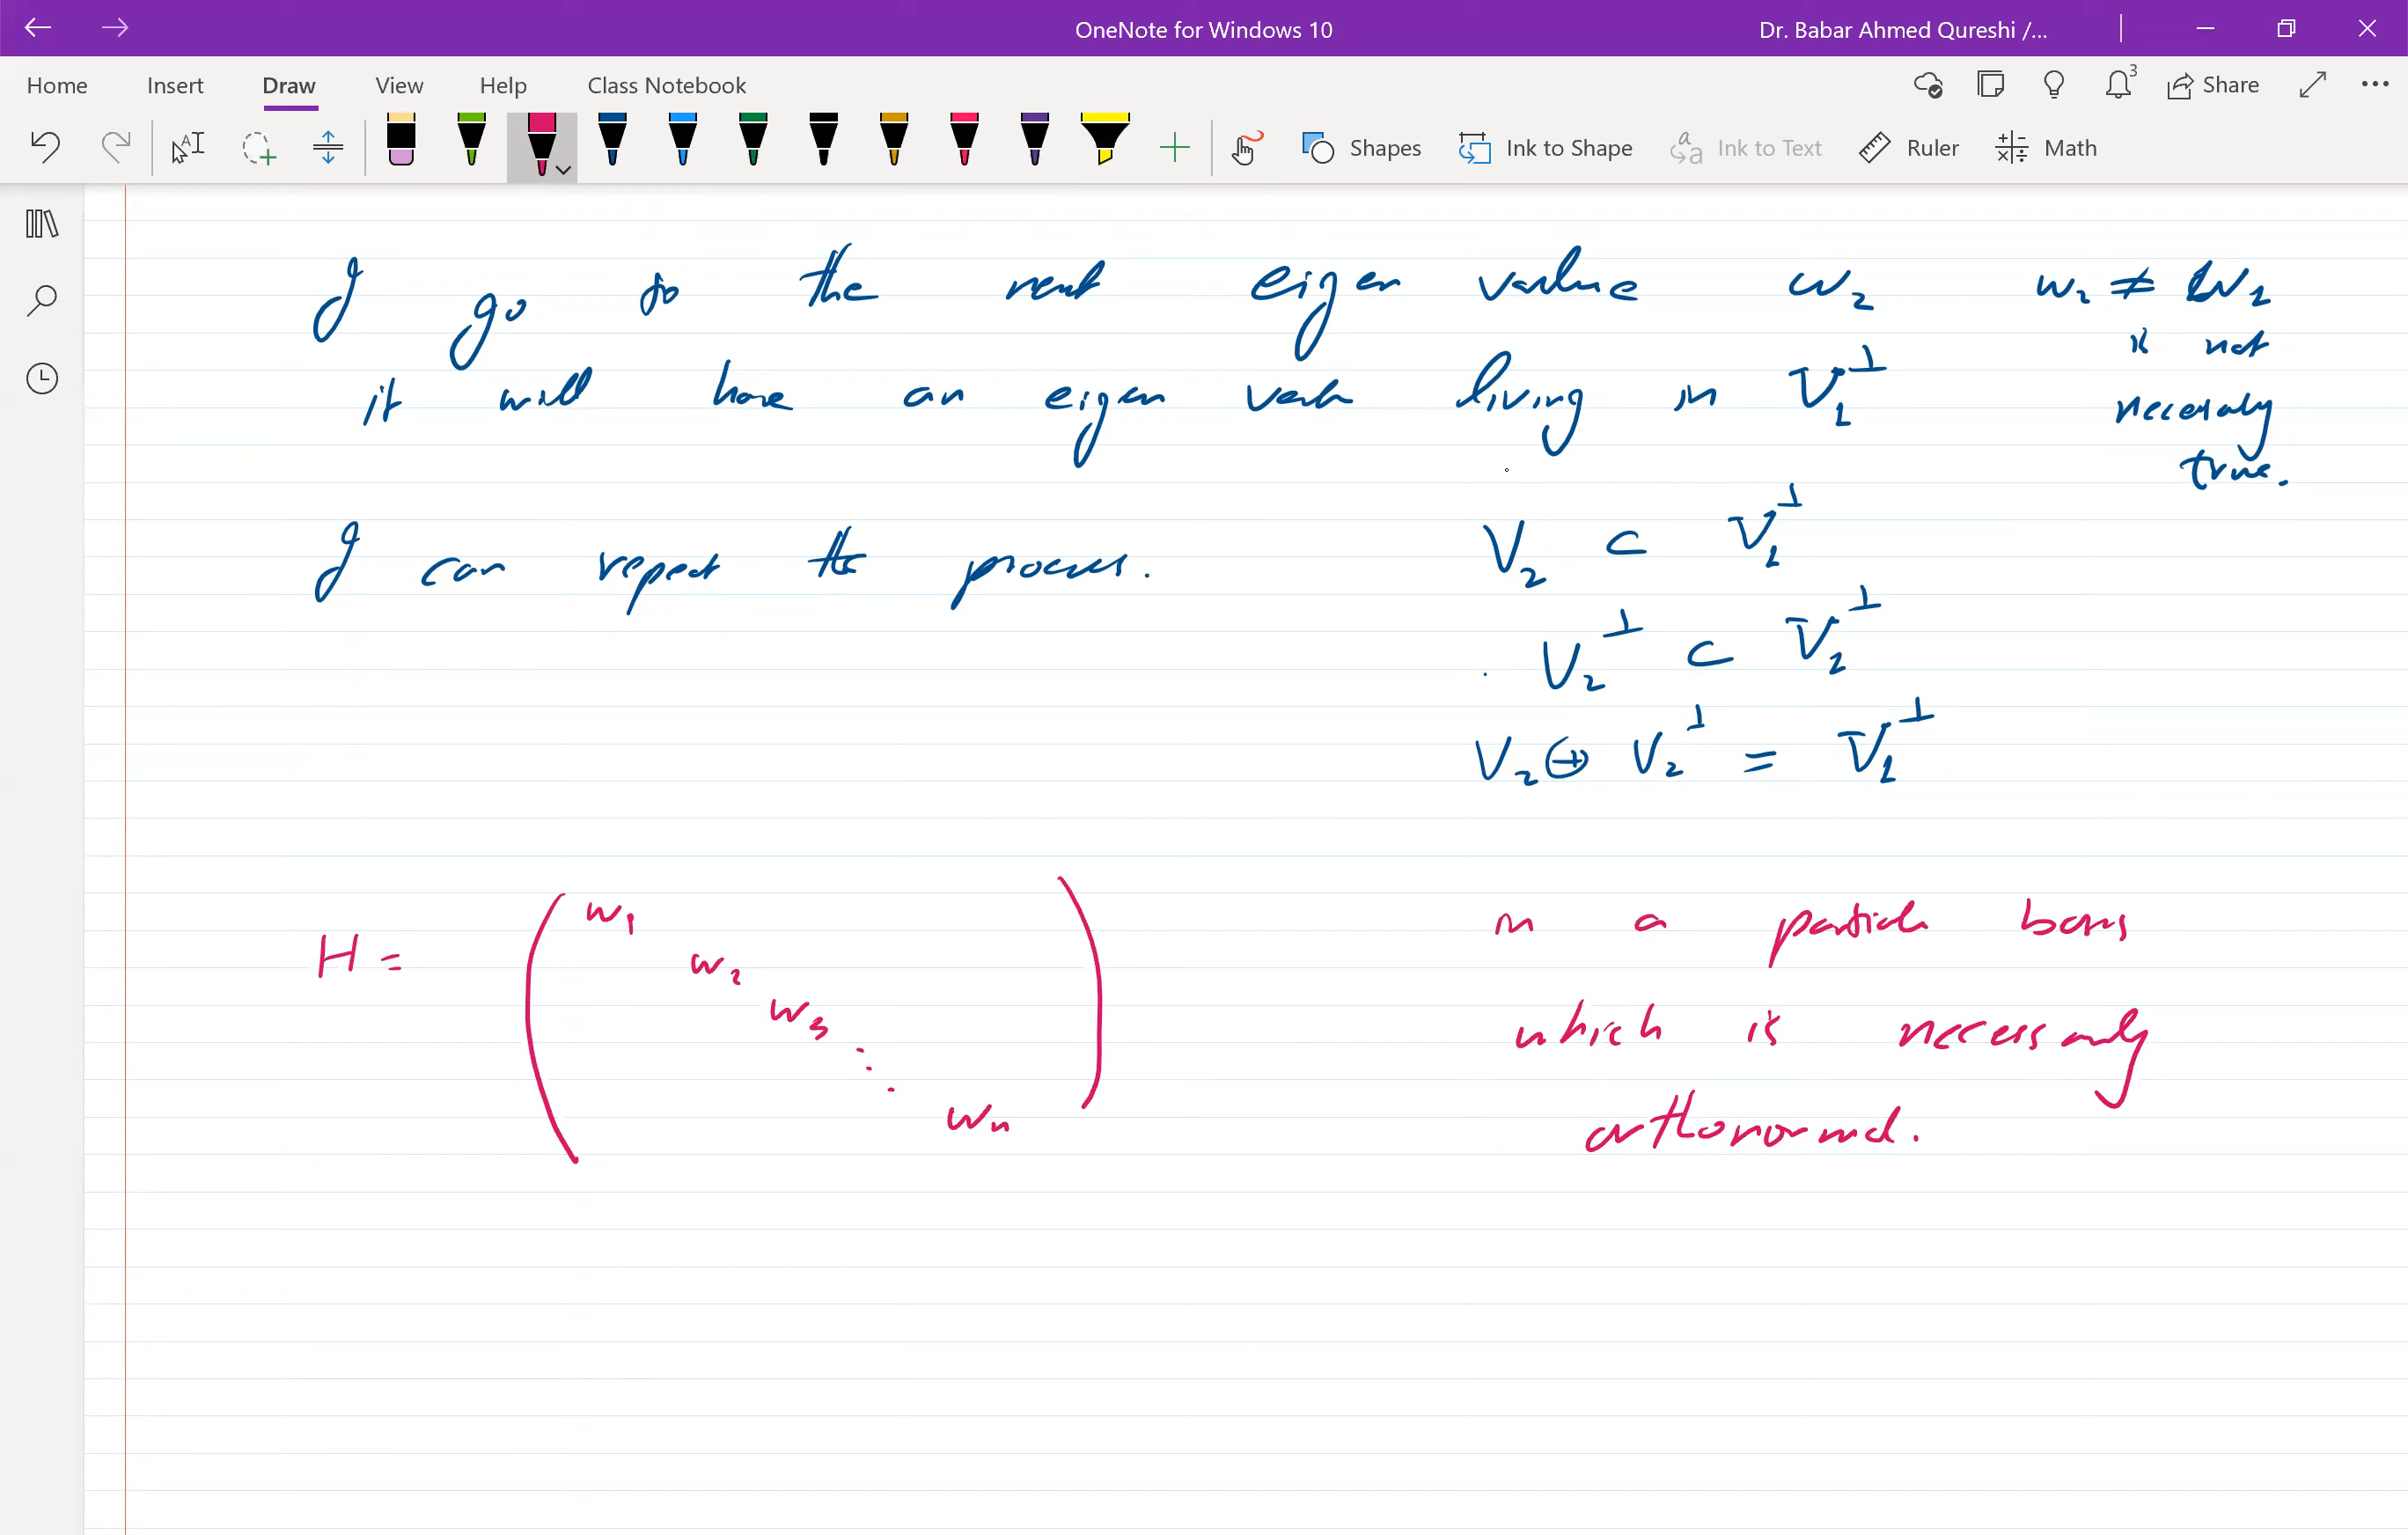 OneNote for Windows 10
Dr. Babar Ahmed Qureshi /...
Home Insert Draw View Help Class Notebook
3
Share
Shapes Ink to Shape Ink to Text Ruler Math
I go to the next eigen value ω₂ ω₂ ≠ ω₁
is not
it will have an eigen vector living in V₁^⊥ necessarily
true.
I can repeat the process. V₂ ⊂ V₁^⊥
V₂^⊥ ⊂ V₂^⊥
V₂ ⊕ V₂^⊥ = V₁^⊥
H = ( ω₁ ω₂ ω₃ ⋱ ωₙ )
in a particular basis
which is necessarily
orthonormal.